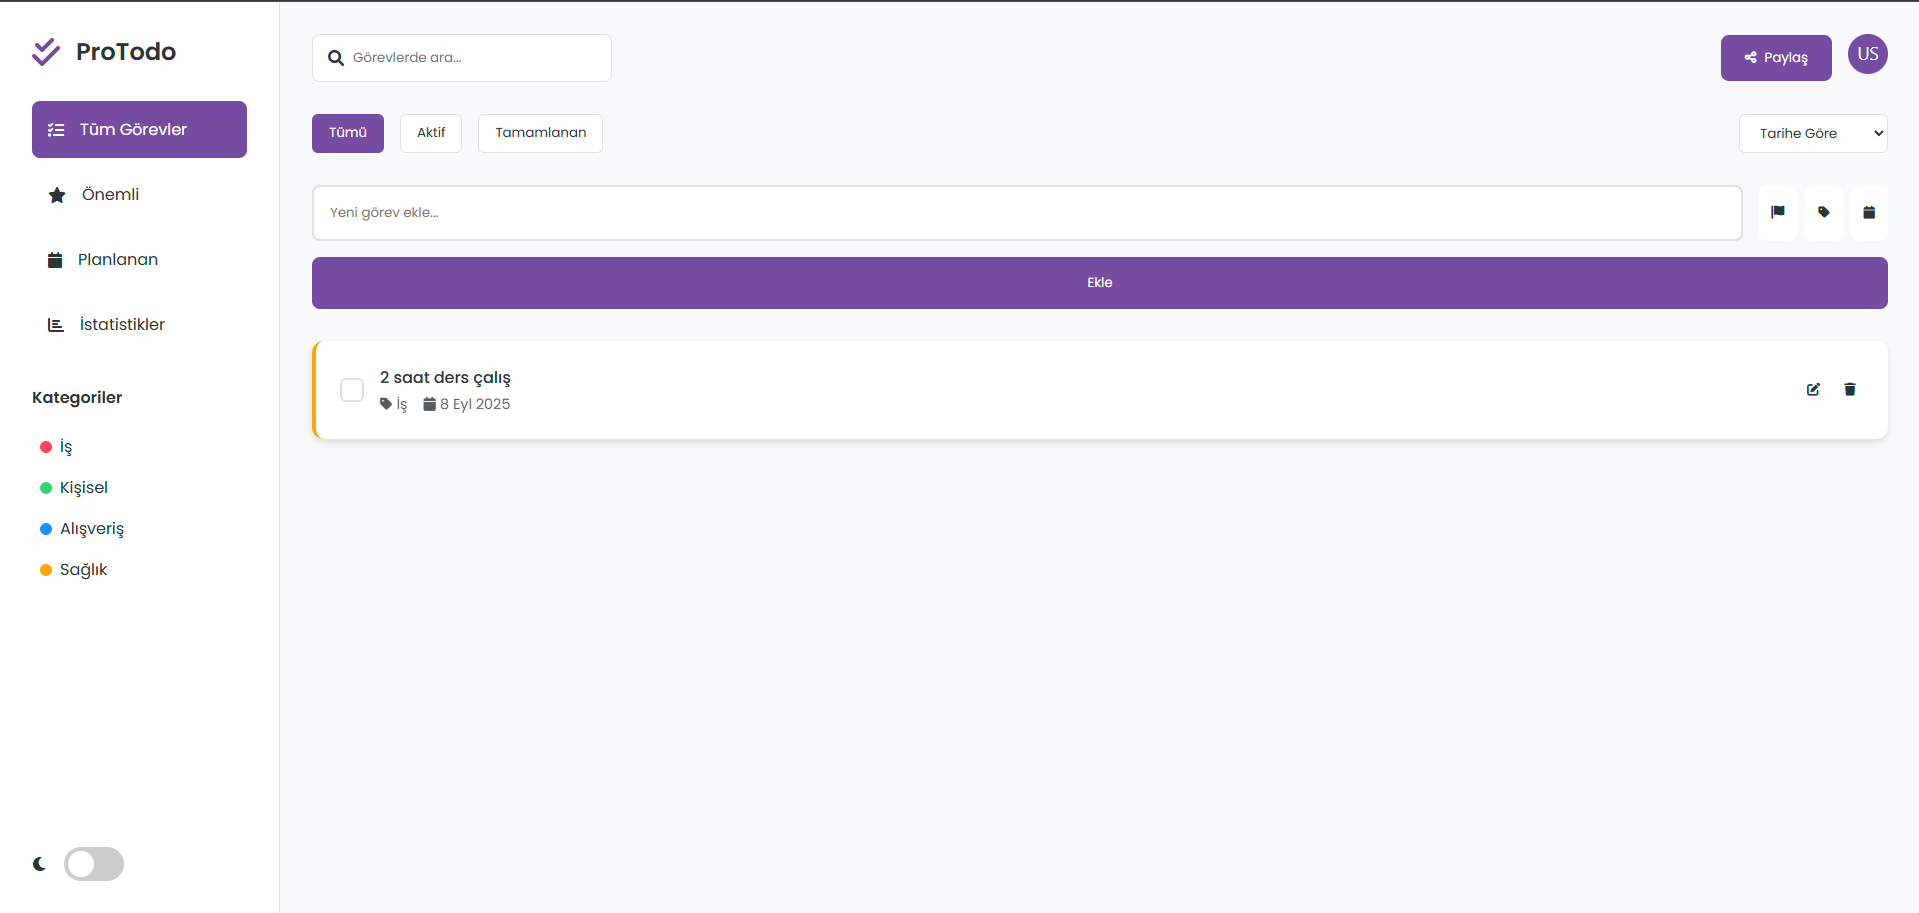 ProTodo
Tüm Görevler
Önemli
Planlanan
İstatistikler
Kategoriler
İş
Kişisel
Alışveriş
Sağlık
Görevlerde ara...
Paylaş
US
Tümü
Aktif
Tamamlanan
Tarihe Göre
Yeni görev ekle...
Ekle
2 saat ders çalış
İş 8 Eyl 2025